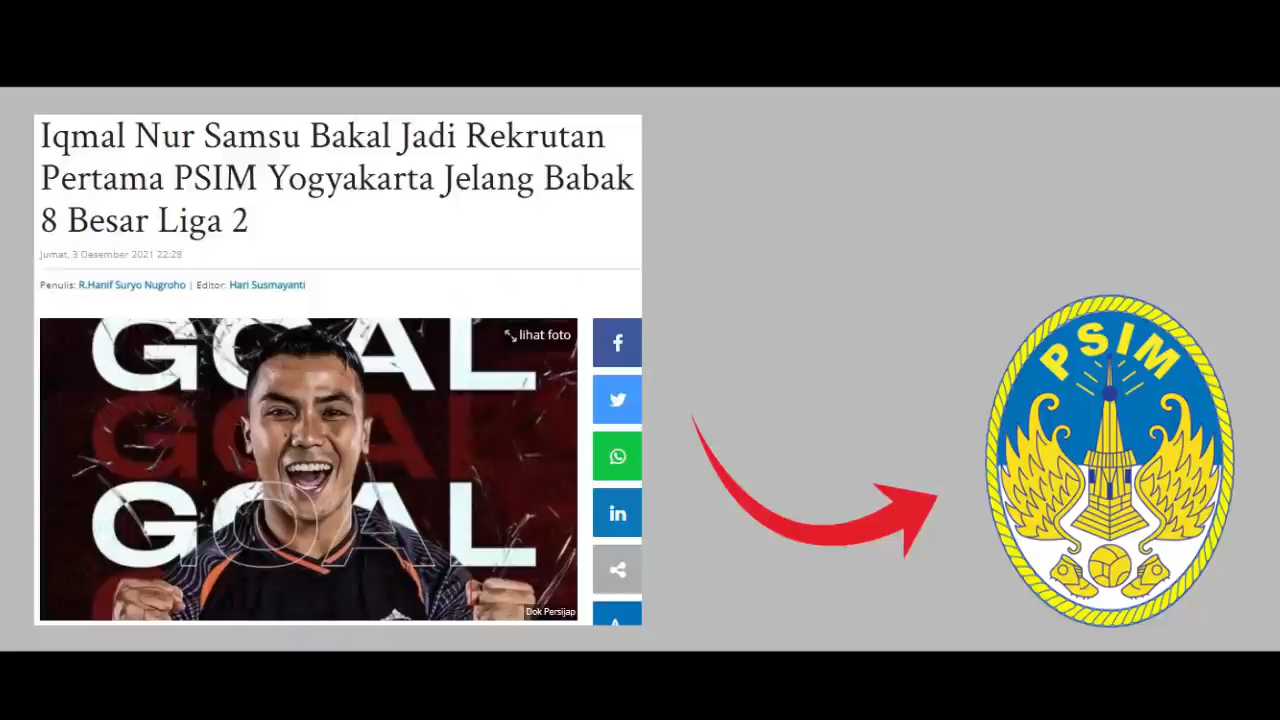 Iqmal Nur Samsu Bakal Jadi Rekrutan
Pertama PSIM Yogyakarta Jelang Babak
8 Besar Liga 2
Jumat, 3 Desember 2021 22:28
Penulis: R.Hanif Suryo Nugroho | Editor: Hari Susmayanti
lihat foto
GOAL
GOAL
GOAL
Dok Persijap
PSIM